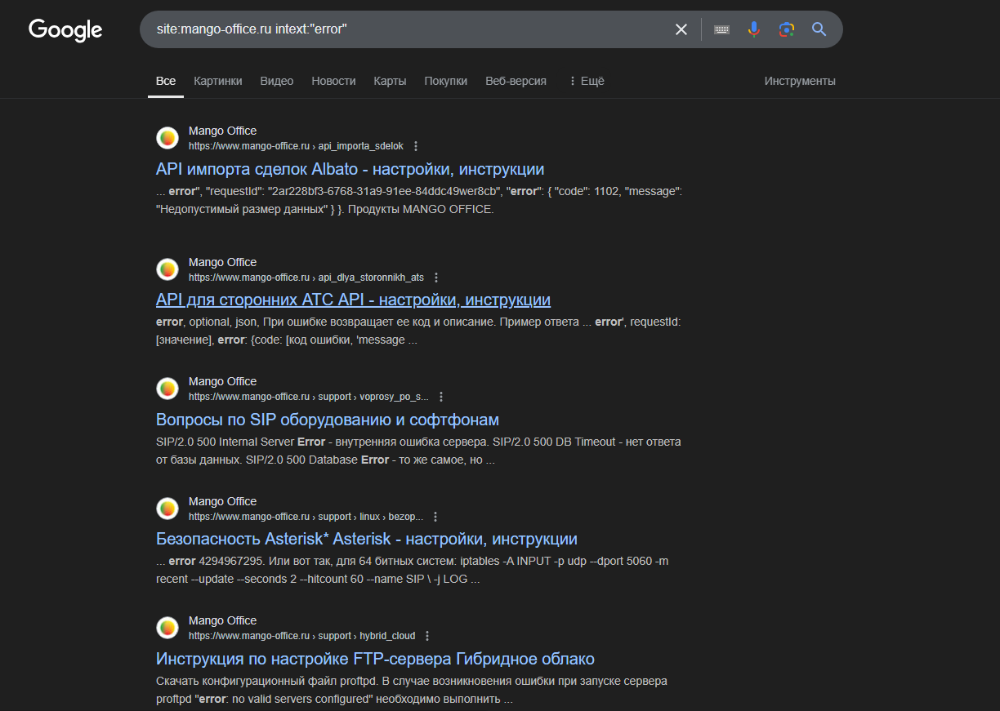 Google
site:mango-office.ru intext:"error"
Все Картинки Видео Новости Карты Покупки Веб-версия Ещё Инструменты
Mango Office
https://www.mango-office.ru › api_importa_sdelok
API импорта сделок Albato - настройки, инструкции
... error", "requestId": "2ar228bf3-6768-31a9-91ee-84ddc49wer8cb", "error": { "code": 1102, "message":
"Недопустимый размер данных" } }. Продукты MANGO OFFICE.
Mango Office
https://www.mango-office.ru › api_dlya_storonnikh_ats
API для сторонних АТС API - настройки, инструкции
error, optional, json, При ошибке возвращает ее код и описание. Пример ответа ... error', requestId:
[значение], error: {code: [код ошибки, 'message ...
Mango Office
https://www.mango-office.ru › support › voprosy_po_s...
Вопросы по SIP оборудованию и софтфонам
SIP/2.0 500 Internal Server Error - внутренняя ошибка сервера. SIP/2.0 500 DB Timeout - нет ответа
от базы данных. SIP/2.0 500 Database Error - то же самое, но ...
Mango Office
https://www.mango-office.ru › support › linux › bezop...
Безопасность Asterisk* Asterisk - настройки, инструкции
... error 4294967295. Или вот так, для 64 битных систем: iptables -A INPUT -p udp --dport 5060 -m
recent --update --seconds 2 --hitcount 60 --name SIP \ -j LOG ...
Mango Office
https://www.mango-office.ru › support › hybrid_cloud
Инструкция по настройке FTP-сервера Гибридное облако
Скачать конфигурационный файл proftpd. В случае возникновения ошибки при запуске сервера
proftpd "error: no valid servers configured" необходимо выполнить ...